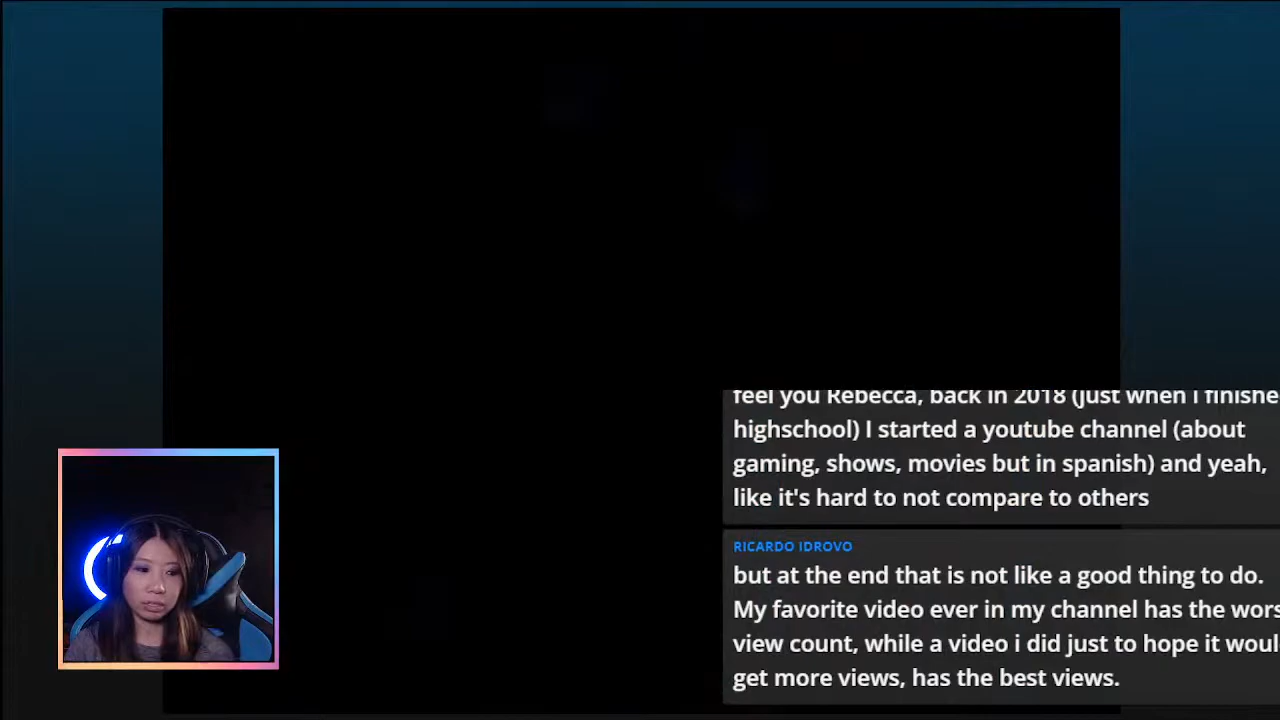 feel you Rebecca, back in 2018 (just when I finishe
highschool) I started a youtube channel (about
gaming, shows, movies but in spanish) and yeah,
like it's hard to not compare to others
RICARDO IDROVO
but at the end that is not like a good thing to do.
My favorite video ever in my channel has the wors
view count, while a video i did just to hope it woul
get more views, has the best views.